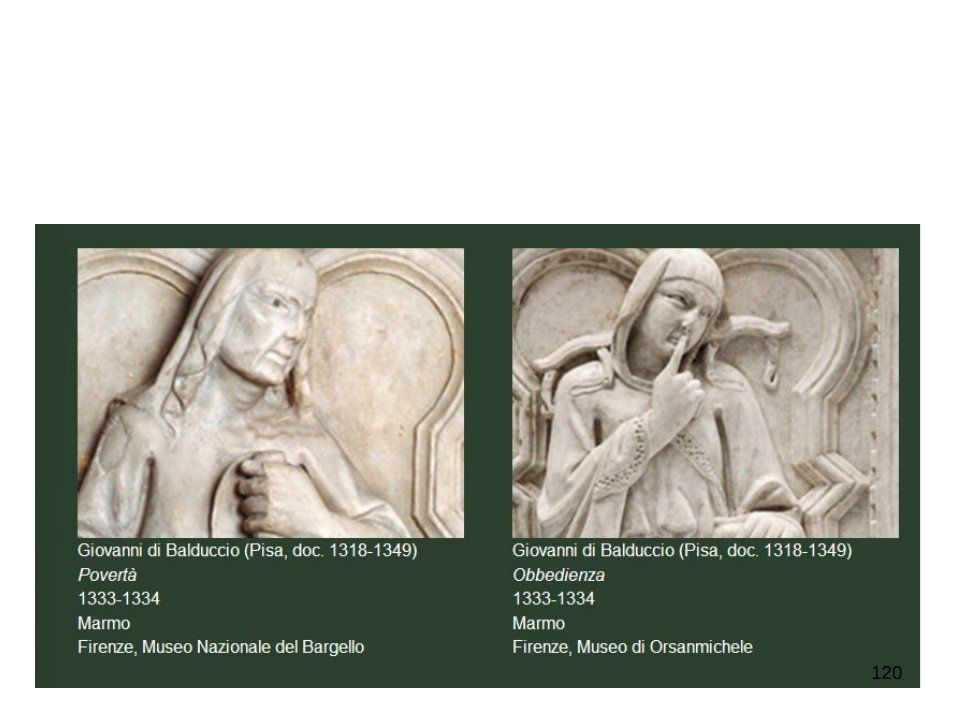 Giovanni di Balduccio (Pisa, doc. 1318-1349)
Povertà
1333-1334
Marmo
Firenze, Museo Nazionale del Bargello
Giovanni di Balduccio (Pisa, doc. 1318-1349)
Obbedienza
1333-1334
Marmo
Firenze, Museo di Orsanmichele
120